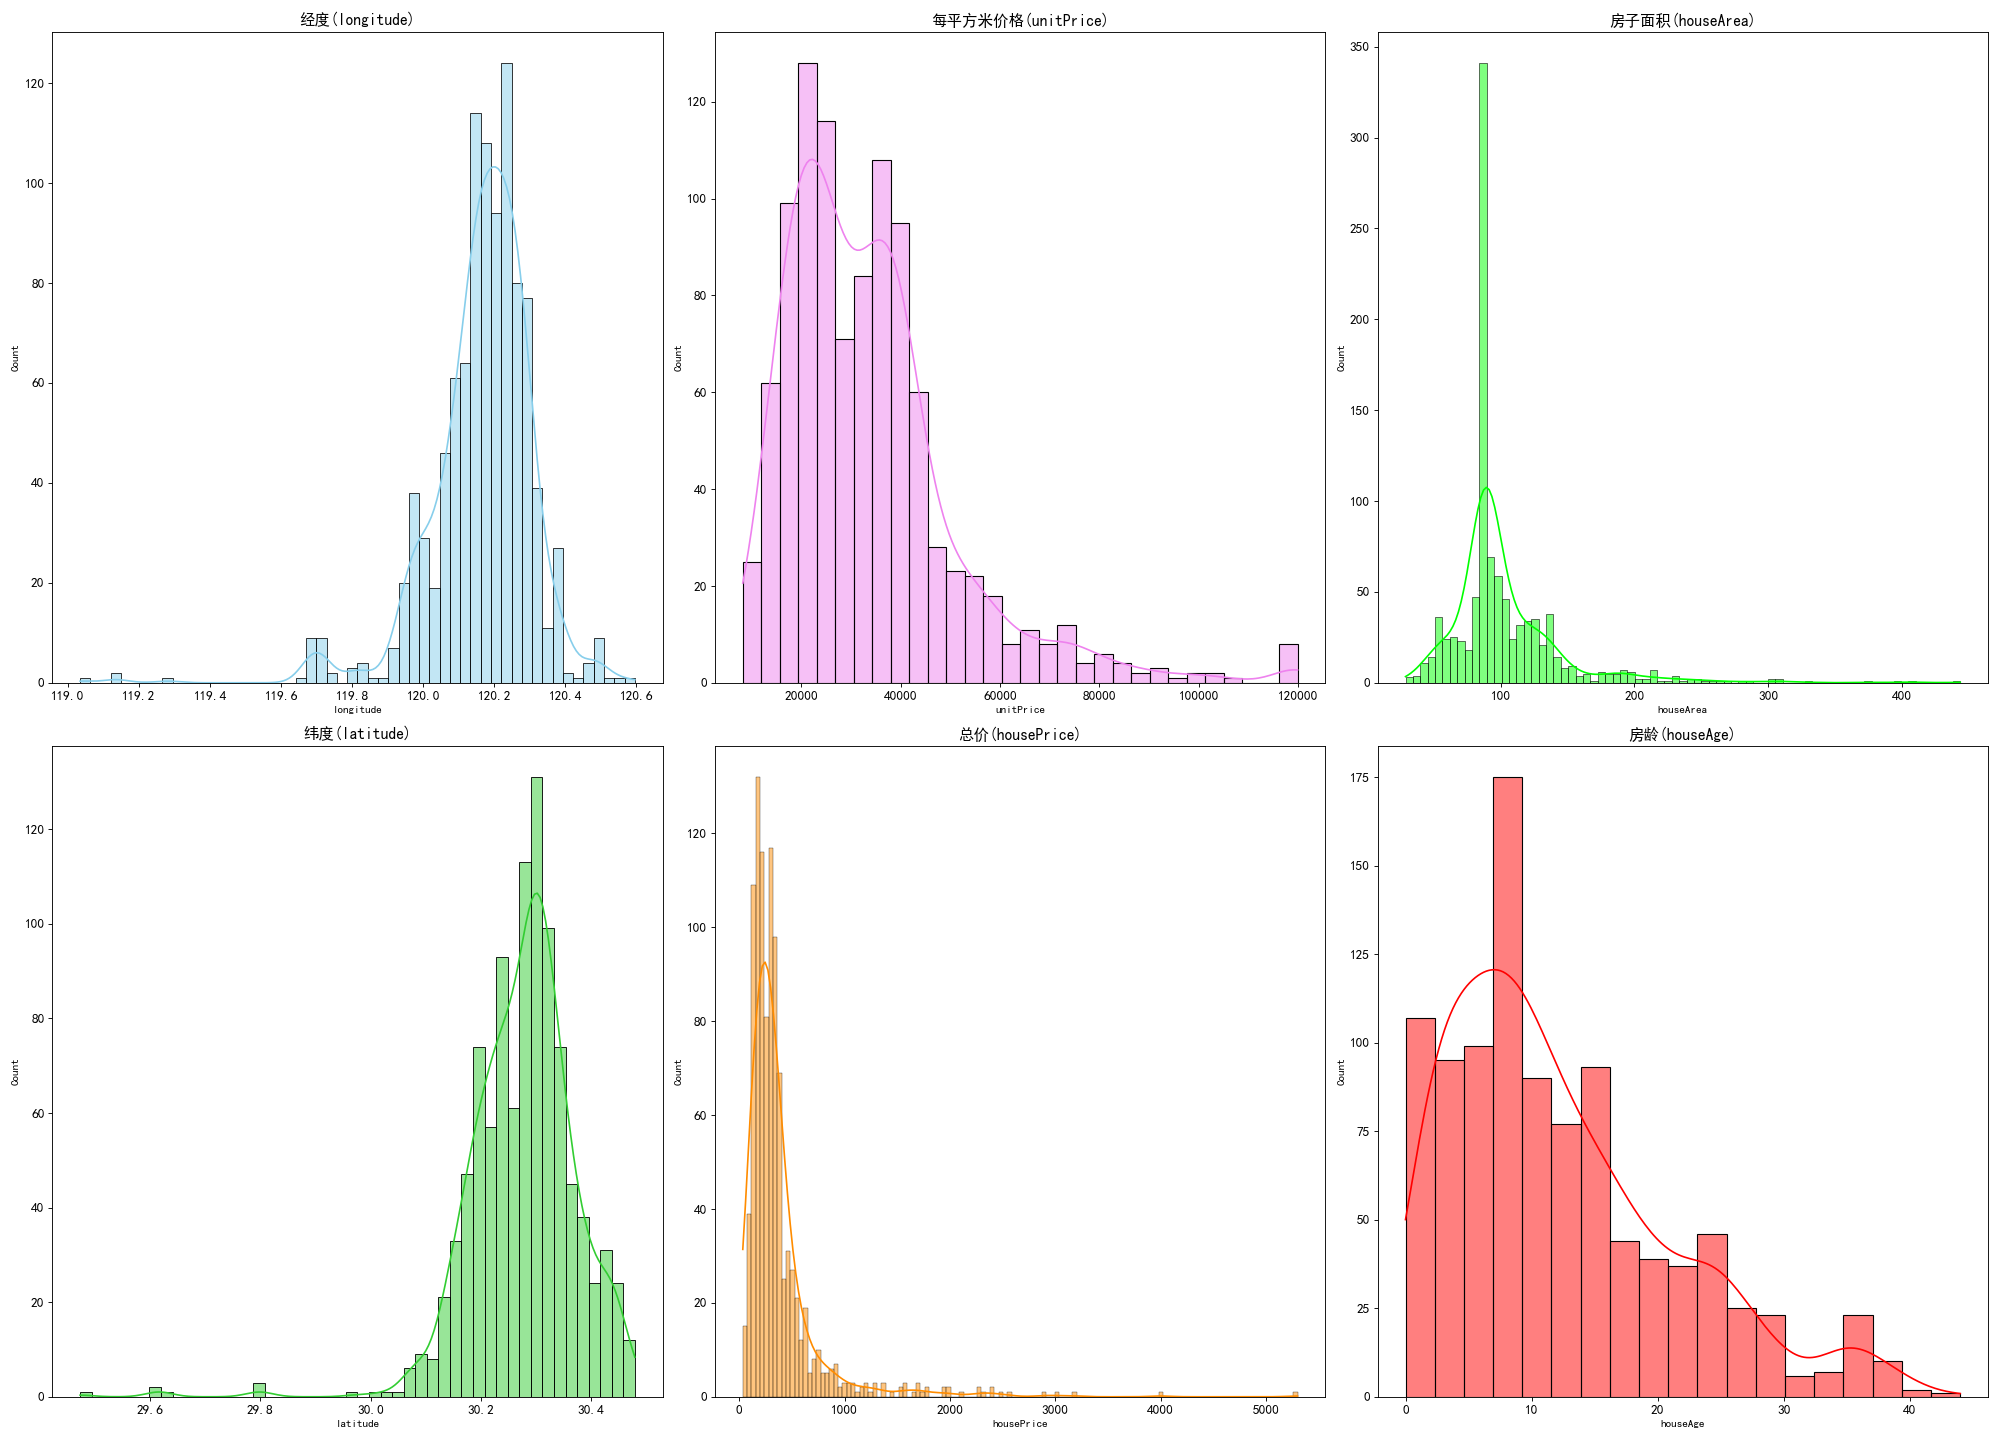 经度(longitude)
120
100
80
60
40
20
0
Count
119.0 119.2 119.4 119.6 119.8 120.0 120.2 120.4 120.6
longitude
每平方米价格(unitPrice)
120
100
80
60
40
20
0
Count
20000 40000 60000 80000 100000 120000
unitPrice
房子面积(houseArea)
350
300
250
200
150
100
50
0
Count
100 200 300 400
houseArea
纬度(latitude)
120
100
80
60
40
20
0
Count
29.6 29.8 30.0 30.2 30.4
latitude
总价(housePrice)
120
100
80
60
40
20
0
Count
0 1000 2000 3000 4000 5000
housePrice
房龄(houseAge)
175
150
125
100
75
50
25
0
Count
0 10 20 30 40
houseAge